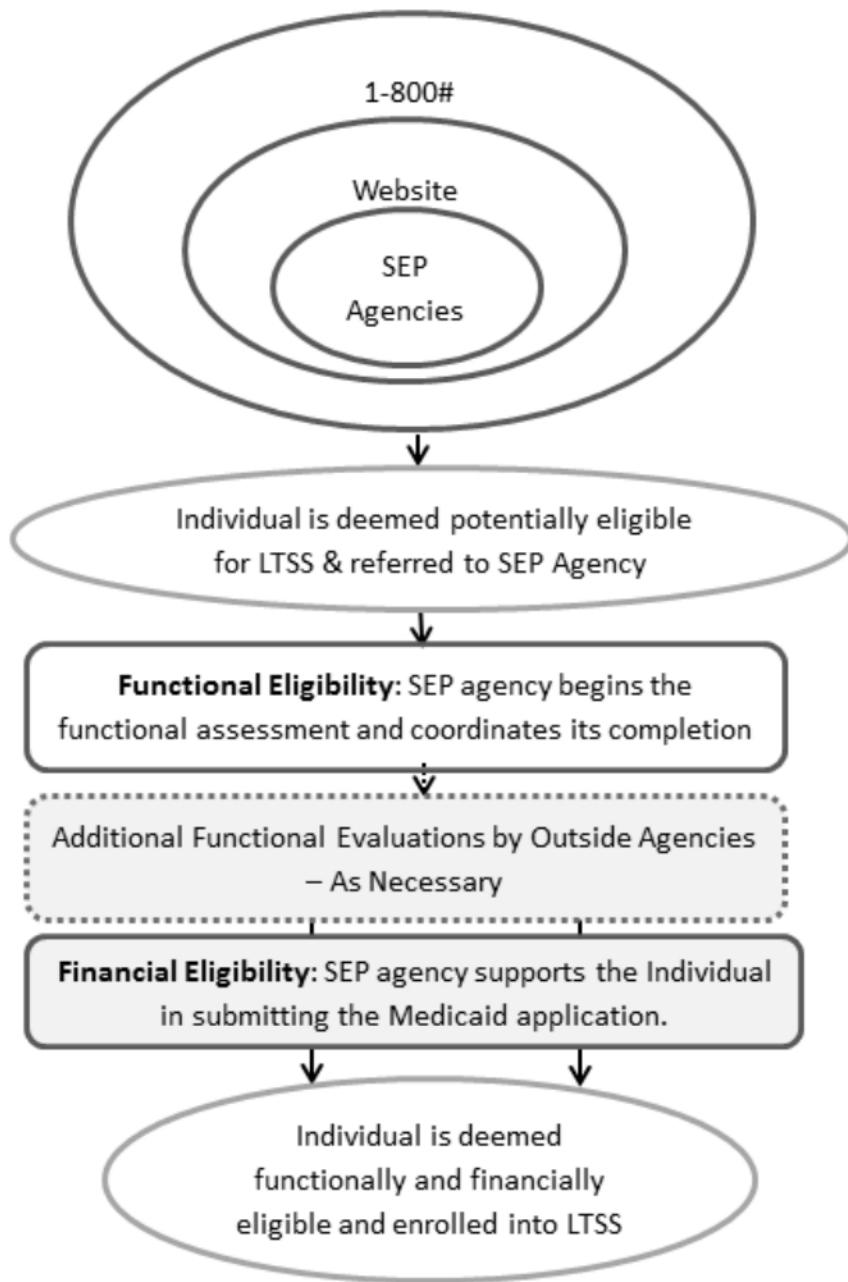 1-800#
Website
SEP
Agencies
Individual is deemed potentially eligible
for LTSS & referred to SEP Agency
Functional Eligibility: SEP agency begins the
functional assessment and coordinates its completion
Additional Functional Evaluations by Outside Agencies
– As Necessary
Financial Eligibility: SEP agency supports the Individual
in submitting the Medicaid application.
Individual is deemed
functionally and financially
eligible and enrolled into LTSS